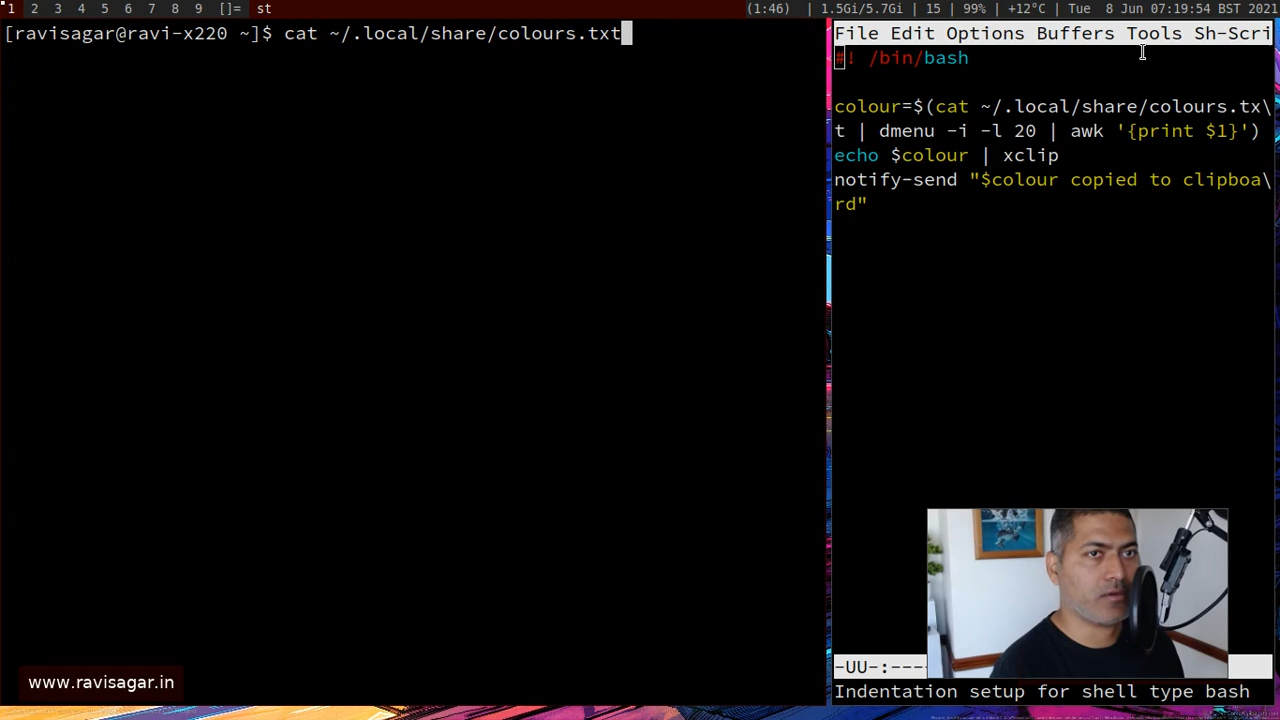 1 2 3 4 5 6 7 8 9 []= st (1:46) | 1.5Gi/5.7Gi | 15 | 99% | +12°C | Tue 8 Jun 07:19:54 BST 2021
[ravisagar@ravi-x220 ~]$ cat ~/.local/share/colours.txt
File Edit Options Buffers Tools Sh-Scri
#! /bin/bash
colour=$(cat ~/.local/share/colours.tx\
t | dmenu -i -l 20 | awk '{print $1}')
echo $colour | xclip
notify-send "$colour copied to clipboa\
rd"
-UU-:----
Indentation setup for shell type bash
www.ravisagar.in